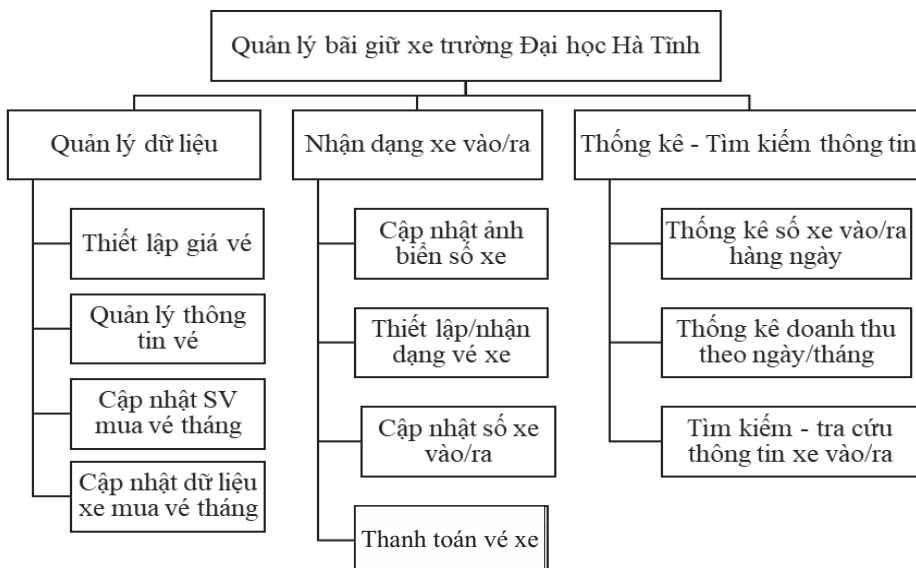 Quản lý bãi giữ xe trường Đại học Hà Tĩnh
Quản lý dữ liệu
Thiết lập giá vé
Quản lý thông
tin vé
Cập nhật SV
mua vé tháng
Cập nhật dữ liệu
xe mua vé tháng
Nhận dạng xe vào/ra
Cập nhật ảnh
biển số xe
Thiết lập/nhận
dạng vé xe
Cập nhật số xe
vào/ra
Thanh toán vé xe
Thống kê - Tìm kiếm thông tin
Thống kê số xe vào/ra
hàng ngày
Thống kê doanh thu
theo ngày/tháng
Tìm kiếm - tra cứu
thông tin xe vào/ra